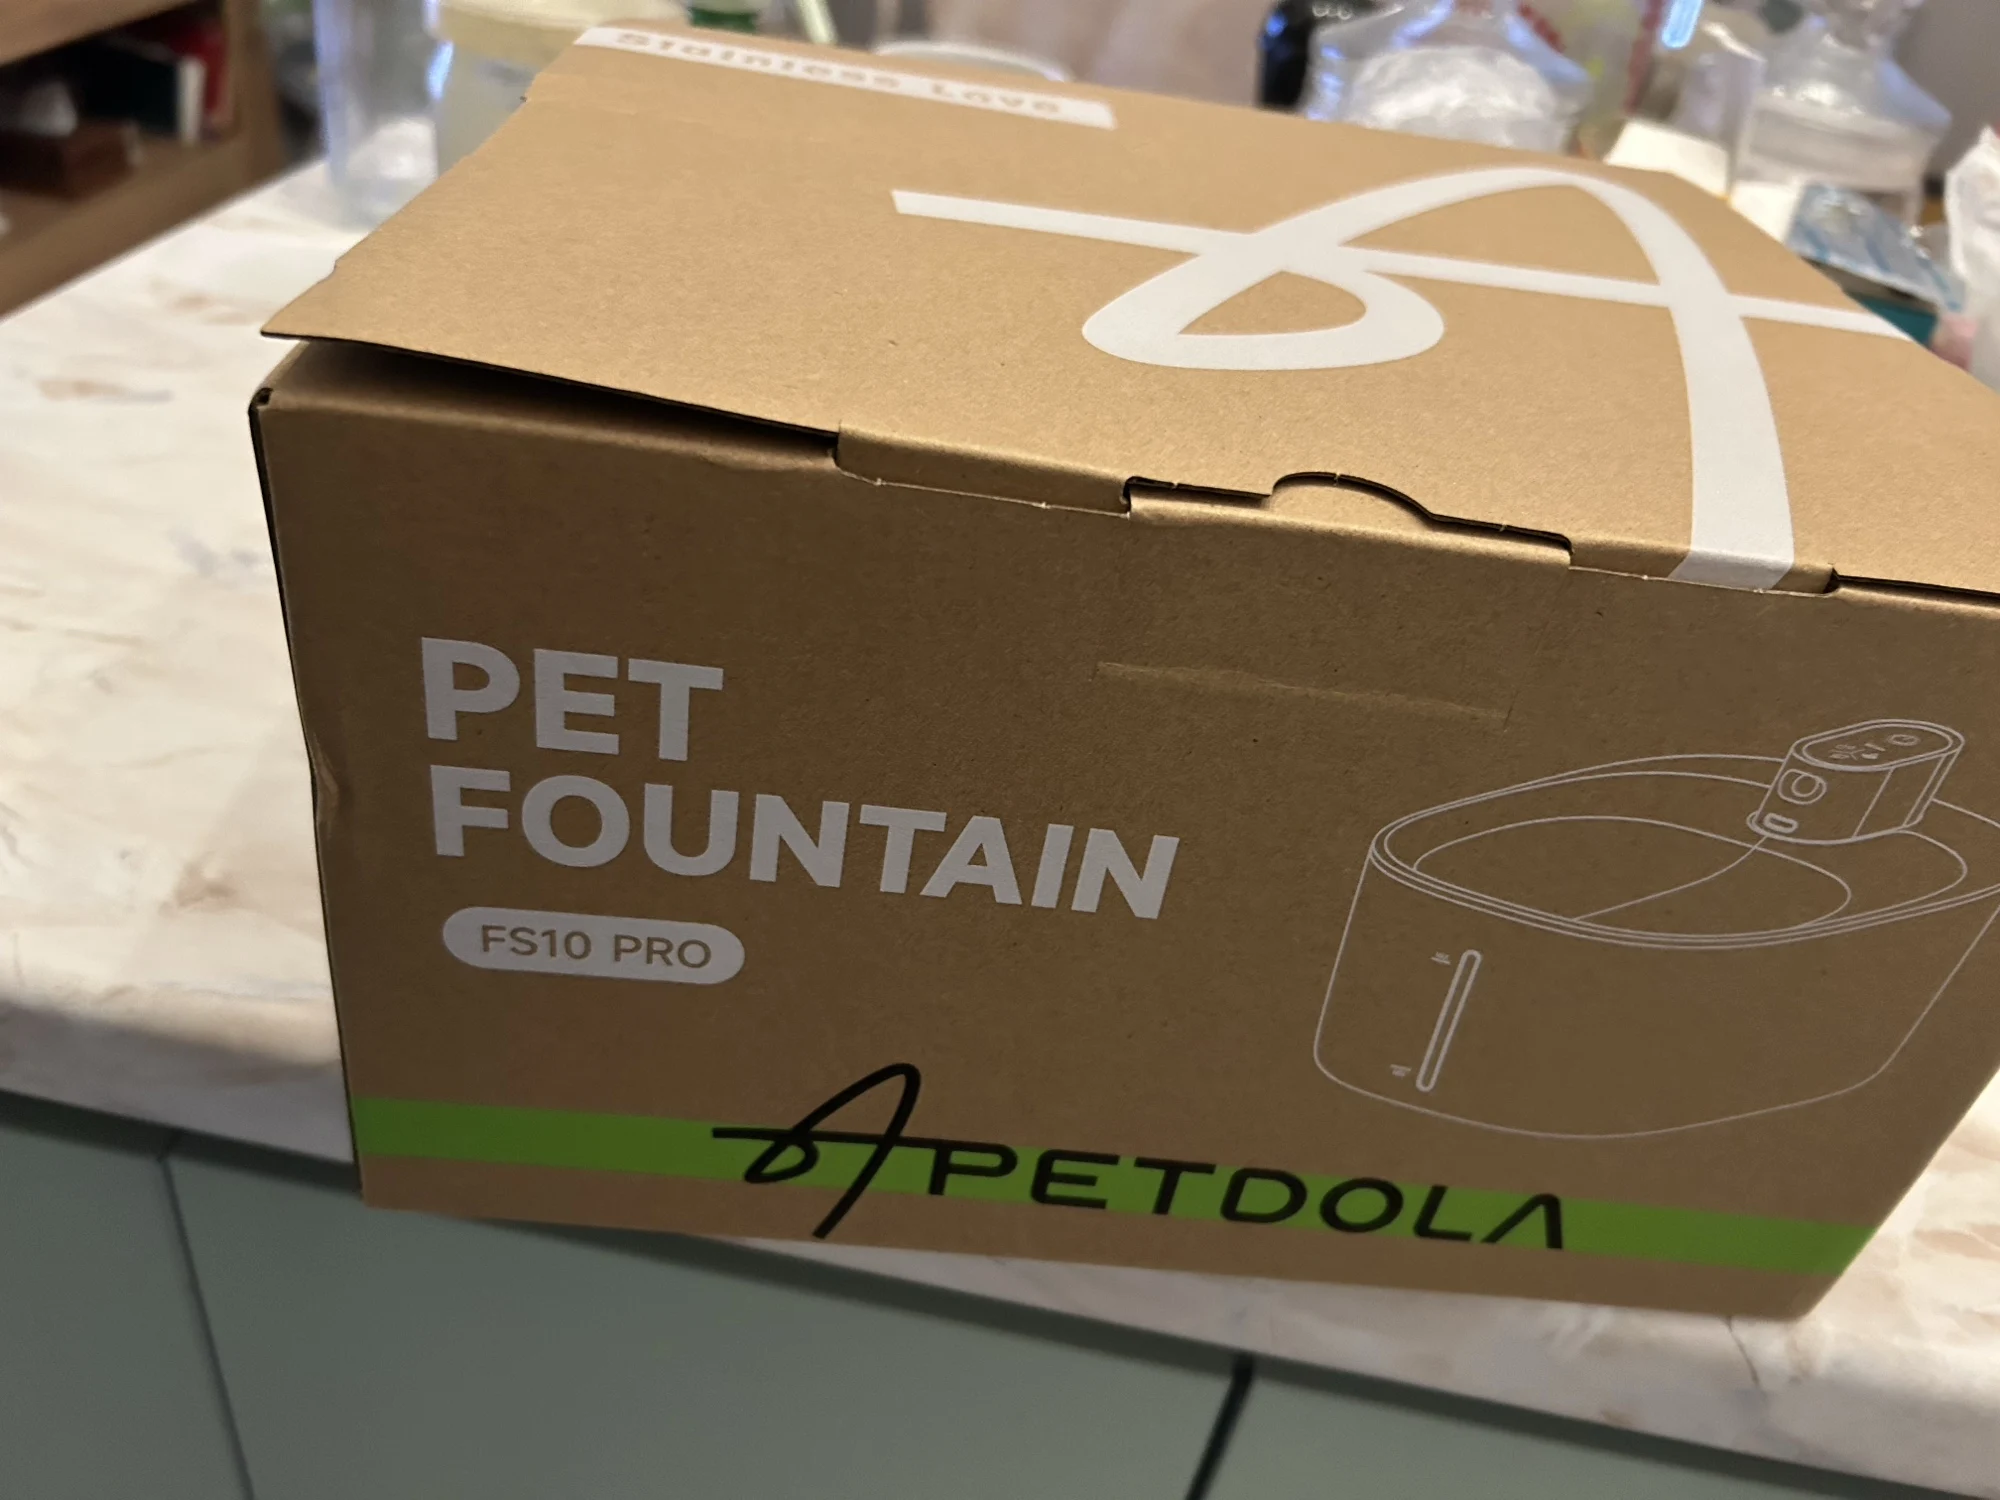 Stainless Love
PET
FOUNTAIN
FS10 PRO
APETDOLA